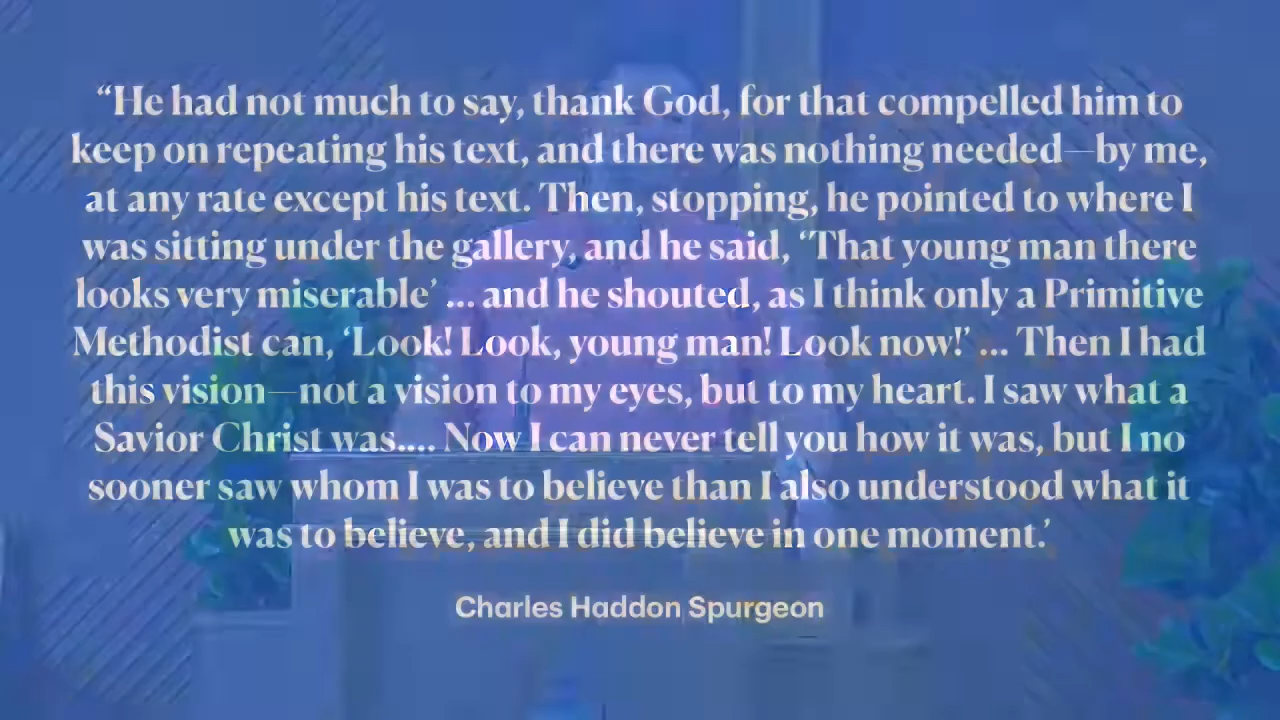 “He had not much to say, thank God, for that compelled him to
keep on repeating his text, and there was nothing needed—by me,
at any rate except his text. Then, stopping, he pointed to where I
was sitting under the gallery, and he said, ‘That young man there
looks very miserable’ ... and he shouted, as I think only a Primitive
Methodist can, ‘Look! Look, young man! Look now!’ ... Then I had
this vision—not a vision to my eyes, but to my heart. I saw what a
Savior Christ was.... Now I can never tell you how it was, but I no
sooner saw whom I was to believe than I also understood what it
was to believe, and I did believe in one moment.’
Charles Haddon Spurgeon